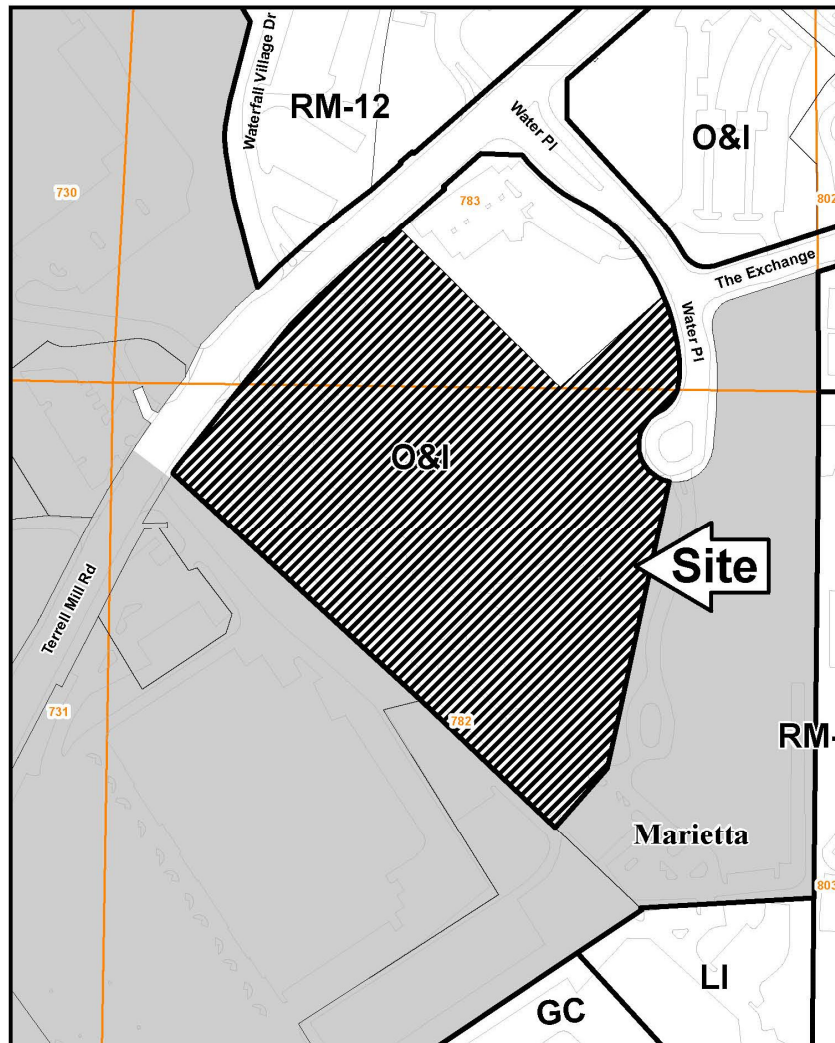 Waterfall Village Dr
RM-12
Water Pl
O&I
730
783
802
The Exchange
Water Pl
O&I
Site
Terrell Mill Rd
731
782
RM-
Marietta
803
LI
GC